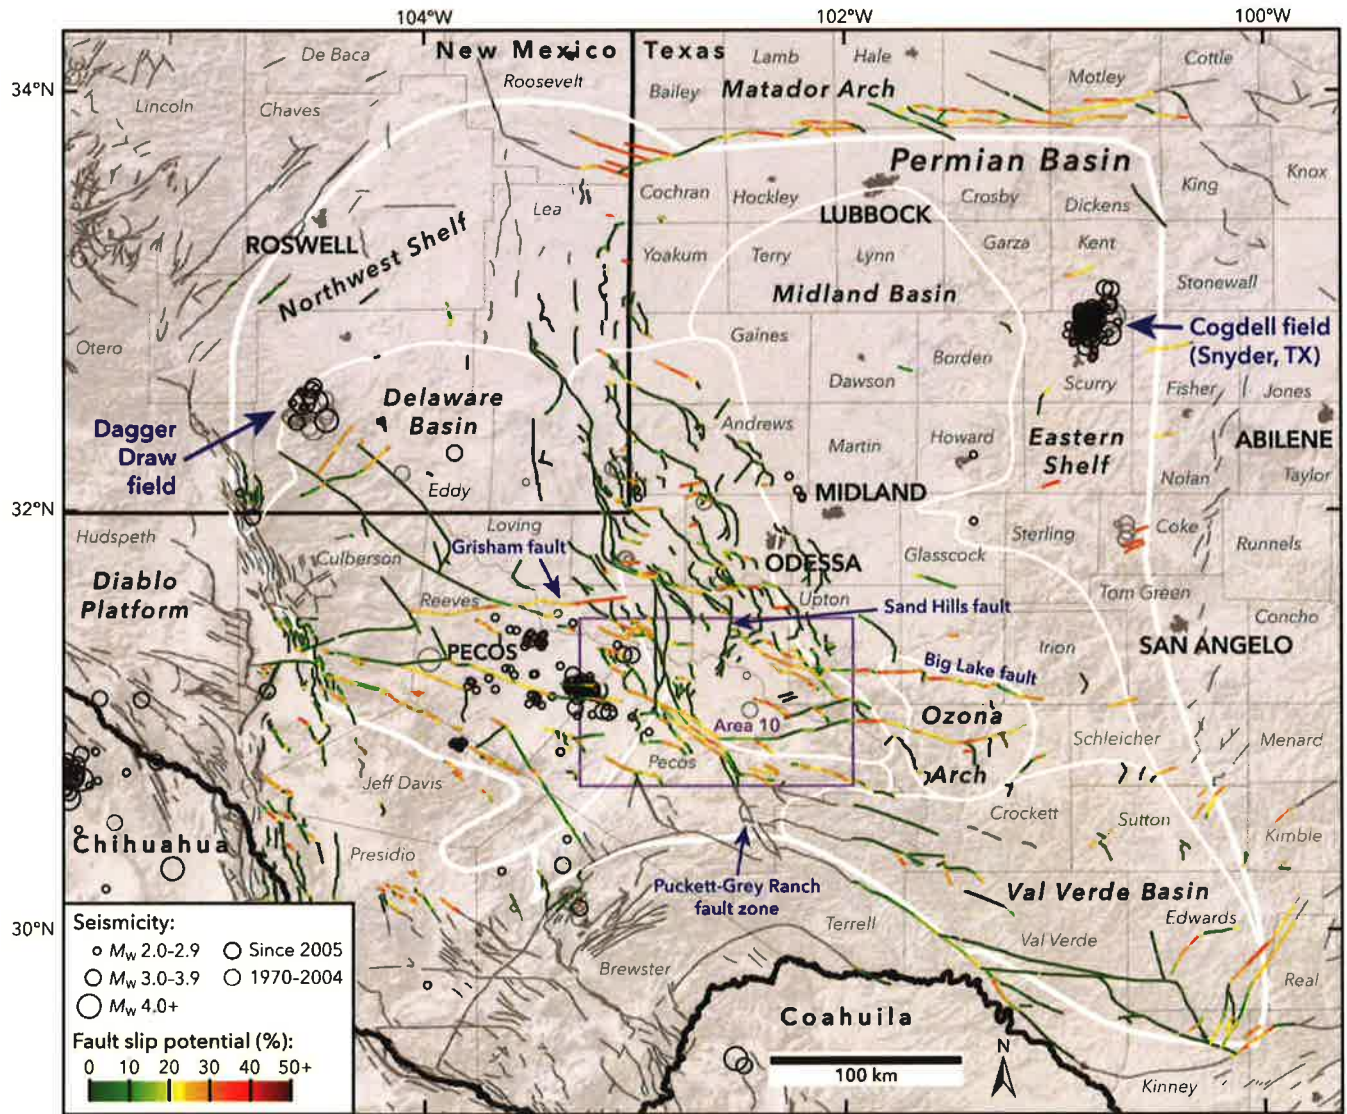 104°W
102°W
100°W
34°N
32°N
30°N
New Mexico
Texas
De Baca
Roosevelt
Lamb
Hale
Motley
Cottle
Lincoln
Chaves
Bailey
Matador Arch
Permian Basin
Cochran
Hockley
LUBBOCK
Crosby
Dickens
King
Knox
Lea
ROSWELL
Northwest Shelf
Yoakum
Terry
Lynn
Garza
Kent
Stonewall
Midland Basin
Otero
Gaines
Cogdell field
(Snyder, TX)
Borden
Dawson
Scurry
Fisher
Jones
Delaware
Basin
Dagger
Draw
field
Andrews
Martin
Howard
Eastern
Shelf
ABILENE
Nolan
Taylor
Eddy
MIDLAND
Hudspeth
Loving
Grisham fault
Culberson
ODESSA
Glasscock
Sterling
Coke
Runnels
Diablo
Platform
Reeves
Upton
Sand Hills fault
Tom Green
Concho
PECOS
Irion
SAN ANGELO
Big Lake fault
Area 10
Ozona
Arch
Schleicher
Menard
Pecos
Jeff Davis
Crockett
Sutton
Kimble
Chihuahua
Presidio
Puckett-Grey Ranch
fault zone
Val Verde Basin
Terrell
Edwards
Val Verde
Brewster
Real
Coahuila
Kinney
N
100 km
Seismicity:
Mw 2.0-2.9
Since 2005
Mw 3.0-3.9
1970-2004
Mw 4.0+
Fault slip potential (%):
0 10 20 30 40 50+